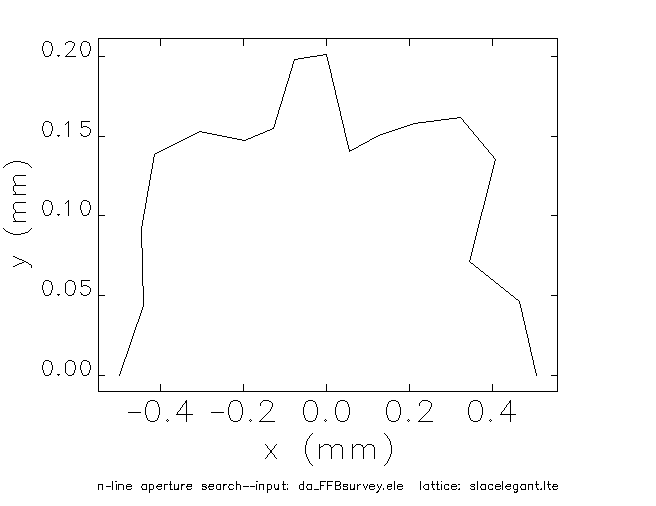 0.20
0.15
0.10
0.05
0.00
y (mm)
-0.4 -0.2 0.0 0.2 0.4
x (mm)
n-line aperture search--input: da_FFBsurvey.ele lattice: slacelegant.lte